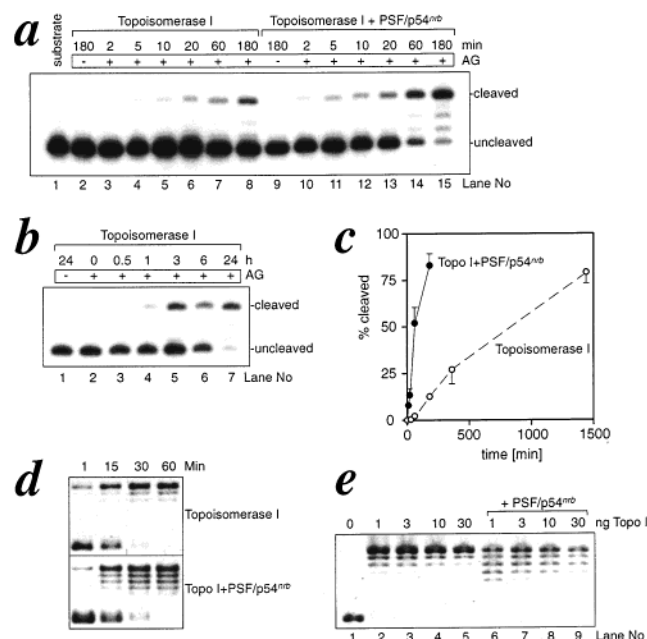 a
Topoisomerase I Topoisomerase I + PSF/p54nrb
substrate
180 2 5 10 20 60 180 180 2 5 10 20 60 180 min
- + + + + + + - + + + + + + AG
-cleaved
-uncleaved
1 2 3 4 5 6 7 8 9 10 11 12 13 14 15 Lane No
b
Topoisomerase I
24 0 0.5 1 3 6 24 h
- + + + + + + AG
-cleaved
-uncleaved
1 2 3 4 5 6 7 Lane No
c
100
75
50
25
0
% cleaved
Topo I+PSF/p54nrb
Topoisomerase I
0 500 1000 1500
time [min]
d
1 15 30 60 Min
Topoisomerase I
Topo I+PSF/p54nrb
e
+ PSF/p54nrb
0 1 3 10 30 1 3 10 30 ng Topo I
1 2 3 4 5 6 7 8 9 Lane No